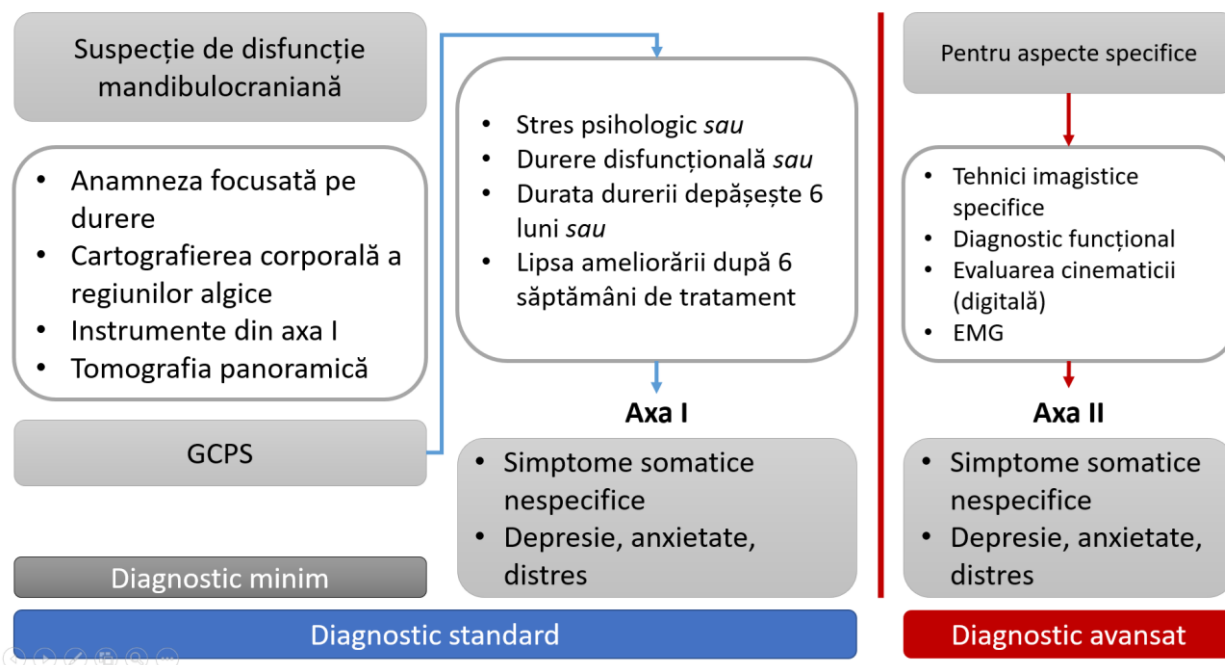 Suspecție de disfuncție
mandibulocraniană
• Anamneza focusată pe
durere
• Cartografierea corporală a
regiunilor algice
• Instrumente din axa I
• Tomografia panoramică
GCPS
Diagnostic minim
• Stres psihologic sau
• Durere disfuncțională sau
• Durata durerii depășește 6
luni sau
• Lipsa ameliorării după 6
săptămâni de tratament
Axa I
• Simptome somatice
nespecifice
• Depresie, anxietate,
distres
Diagnostic standard
Pentru aspecte specifice
• Tehnici imagistice
specifice
• Diagnostic funcțional
• Evaluarea cinematicii
(digitală)
• EMG
Axa II
• Simptome somatice
nespecifice
• Depresie, anxietate,
distres
Diagnostic avansat